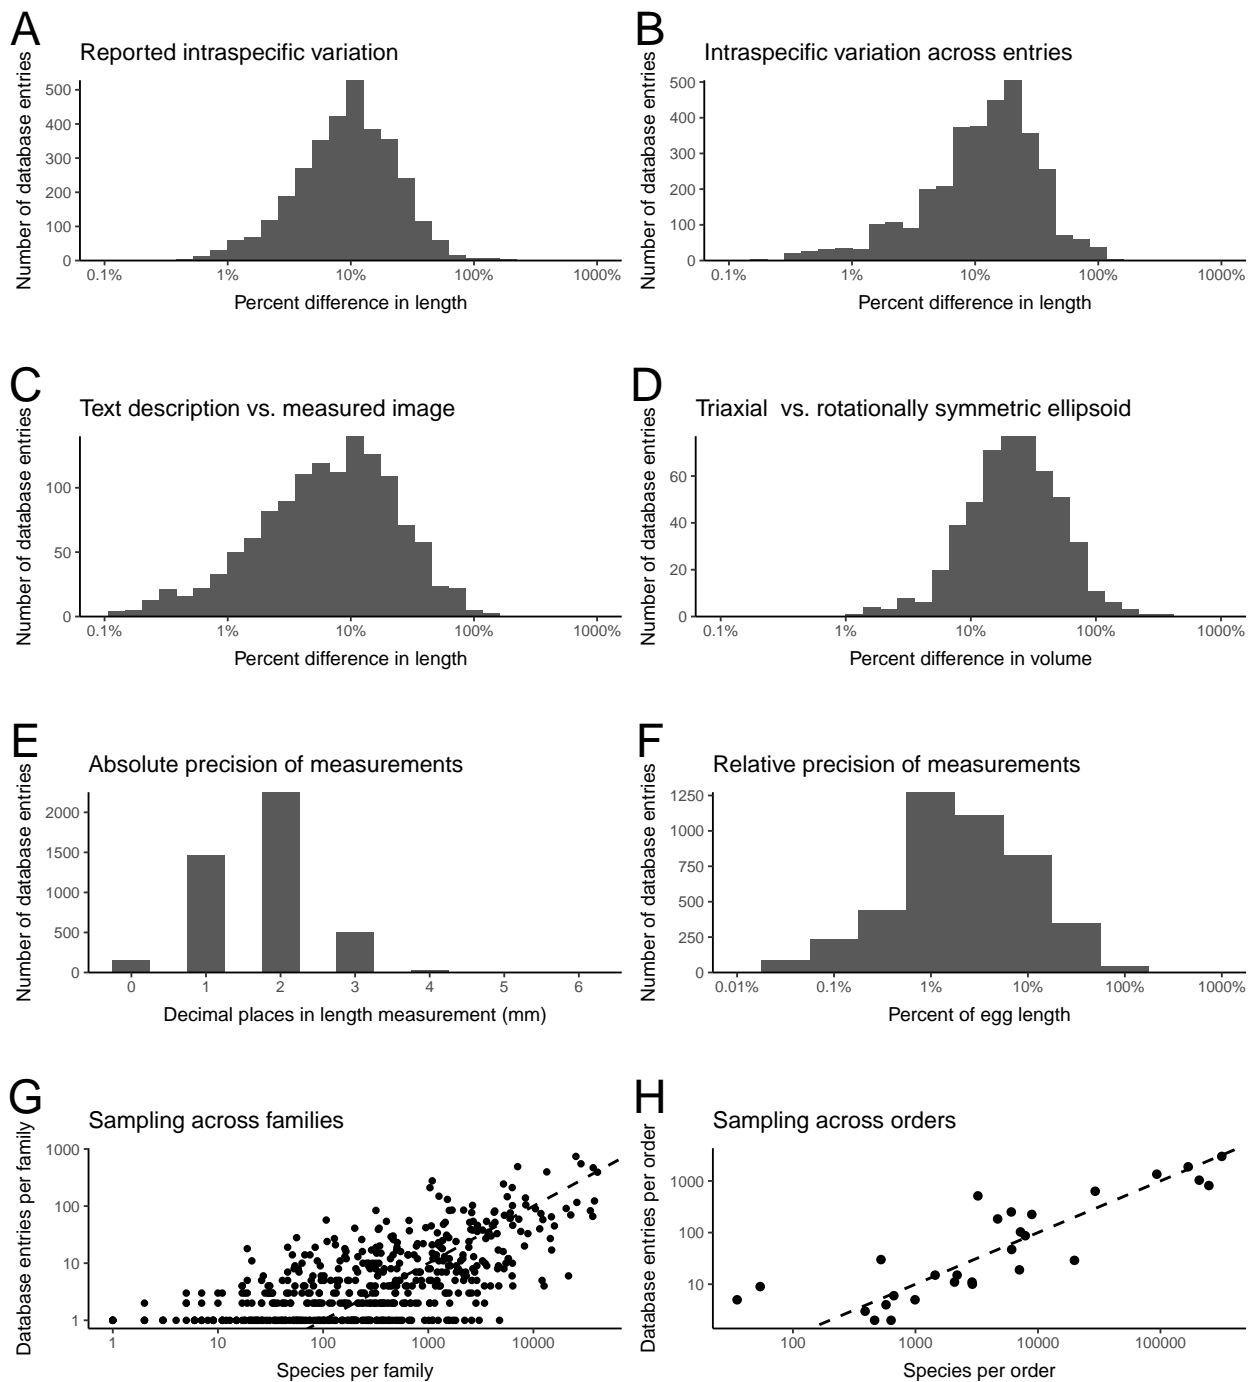 A
Reported intraspecific variation
Number of database entries
500
400
300
200
100
0
0.1% 1% 10% 100% 1000%
Percent difference in length
B
Intraspecific variation across entries
Number of database entries
500
400
300
200
100
0
0.1% 1% 10% 100% 1000%
Percent difference in length
C
Text description vs. measured image
Number of database entries
100
50
0
0.1% 1% 10% 100% 1000%
Percent difference in length
D
Triaxial vs. rotationally symmetric ellipsoid
Number of database entries
60
40
20
0
0.1% 1% 10% 100% 1000%
Percent difference in volume
E
Absolute precision of measurements
Number of database entries
2000
1500
1000
500
0
0 1 2 3 4 5 6
Decimal places in length measurement (mm)
F
Relative precision of measurements
Number of database entries
1250
1000
750
500
250
0
0.01% 0.1% 1% 10% 100% 1000%
Percent of egg length
G
Sampling across families
Database entries per family
1000
100
10
1
1 10 100 1000 10000
Species per family
H
Sampling across orders
Database entries per order
1000
100
10
100 1000 10000 100000
Species per order